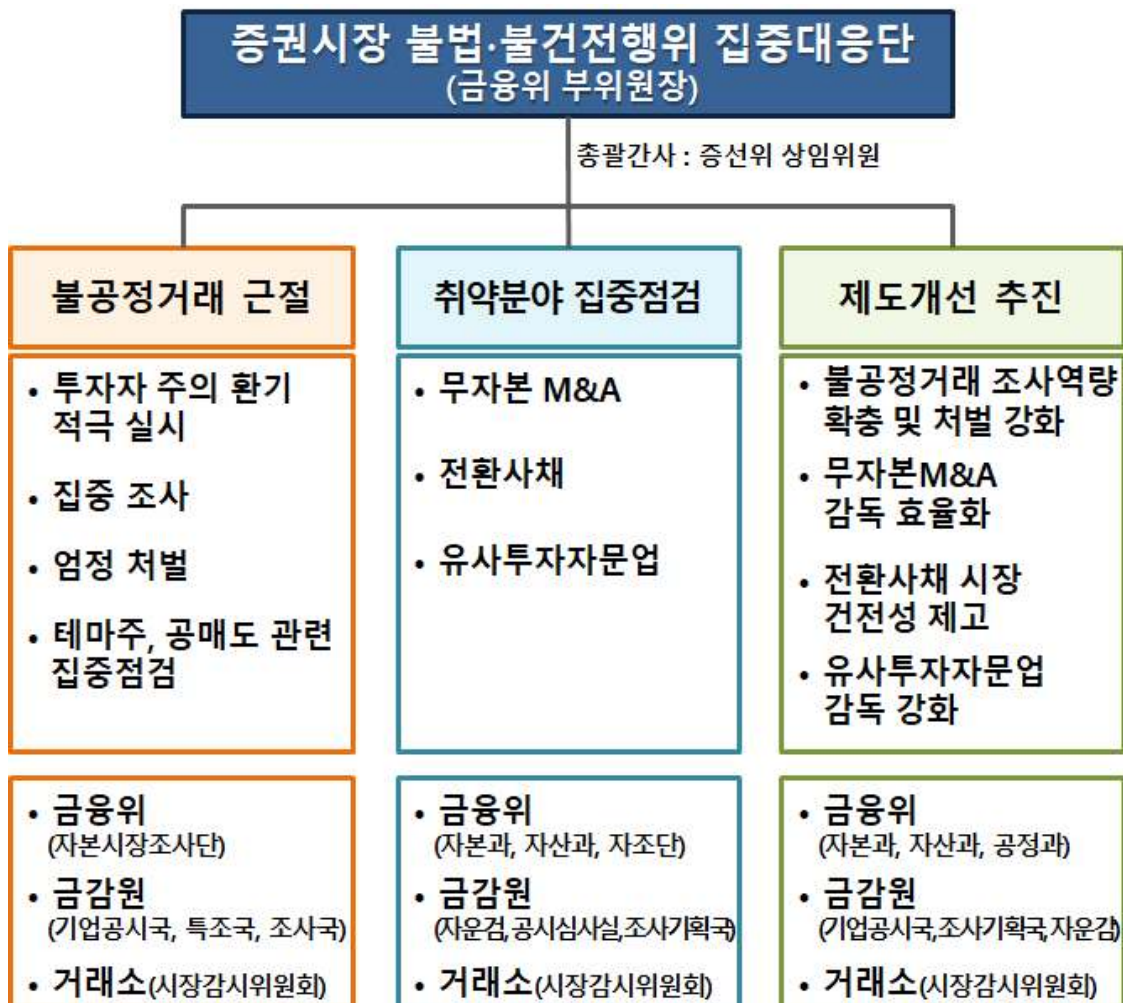 증권시장 불법·불건전행위 집중대응단
(금융위 부위원장)
총괄간사 : 증선위 상임위원
불공정거래 근절
• 투자자 주의 환기
적극 실시
• 집중 조사
• 엄정 처벌
• 테마주, 공매도 관련
집중점검
• 금융위
(자본시장조사단)
• 금감원
(기업공시국, 특조국, 조사국)
• 거래소(시장감시위원회)
취약분야 집중점검
• 무자본 M&A
• 전환사채
• 유사투자자문업
• 금융위
(자본과, 자산과, 자조단)
• 금감원
(자운검,공시심사실,조사기획국)
• 거래소(시장감시위원회)
제도개선 추진
• 불공정거래 조사역량
확충 및 처벌 강화
• 무자본M&A
감독 효율화
• 전환사채 시장
건전성 제고
• 유사투자자문업
감독 강화
• 금융위
(자본과, 자산과, 공정과)
• 금감원
(기업공시국,조사기획국,자운감)
• 거래소(시장감시위원회)